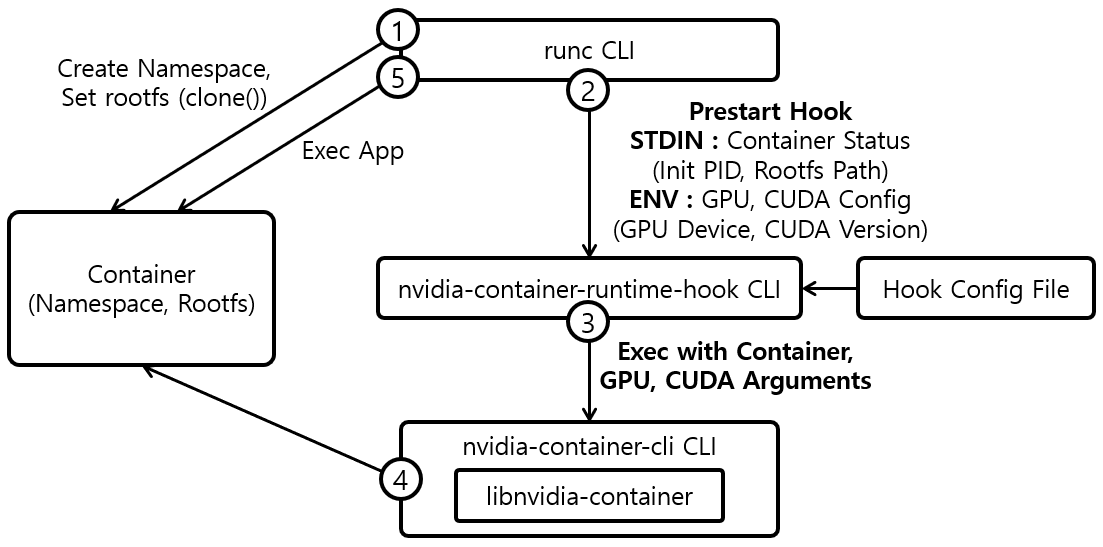 1
runc CLI
Create Namespace,
Set rootfs (clone())
5
2
Exec App
Prestart Hook
STDIN : Container Status
(Init PID, Rootfs Path)
ENV : GPU, CUDA Config
(GPU Device, CUDA Version)
Container
(Namespace, Rootfs)
nvidia-container-runtime-hook CLI
Hook Config File
3
Exec with Container,
GPU, CUDA Arguments
nvidia-container-cli CLI
4
libnvidia-container